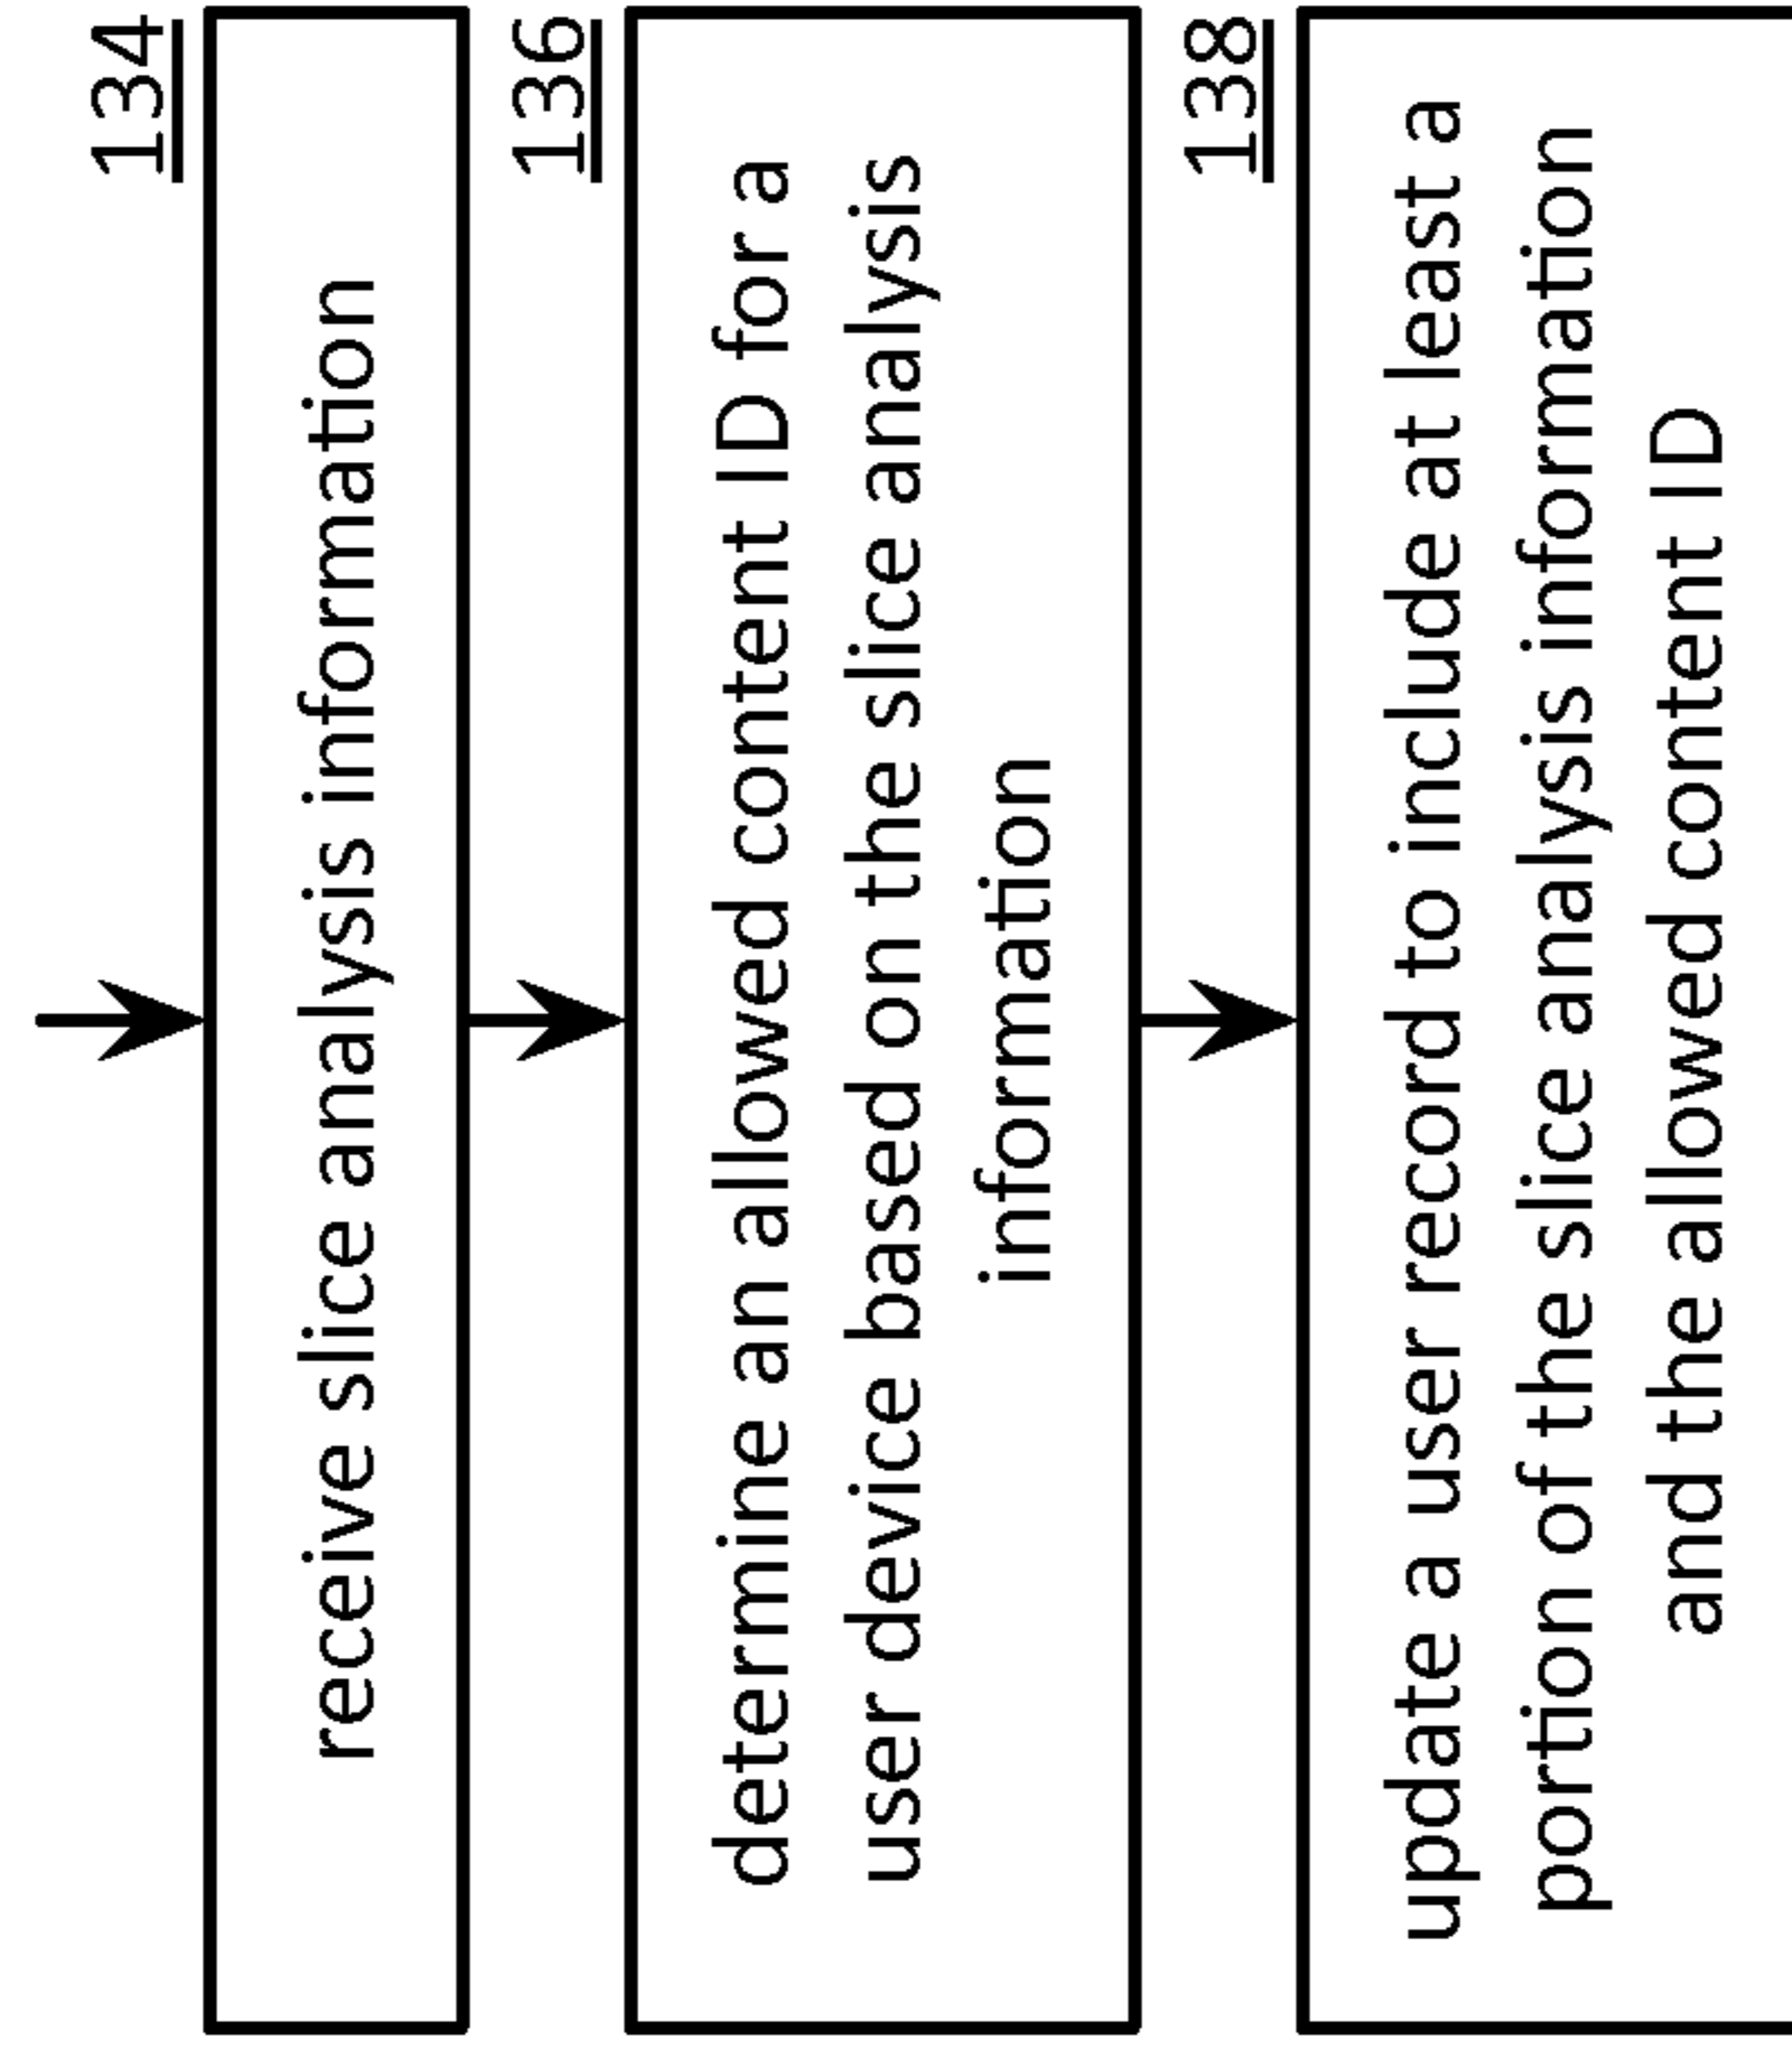 134
receive slice analysis information
136
determine an allowed content ID for a
user device based on the slice analysis
information
138
update a user record to include at least a
portion of the slice analysis information
and the allowed content ID